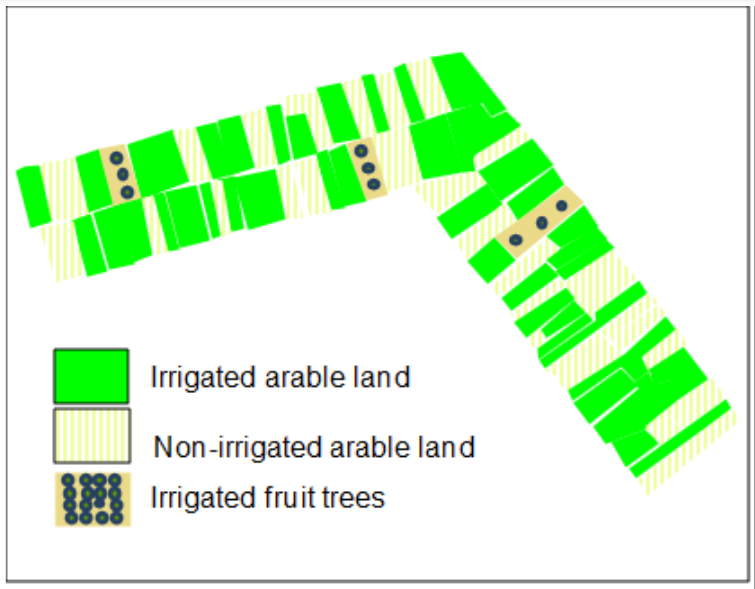 Irrigated arable land
Non-irrigated arable land
Irrigated fruit trees